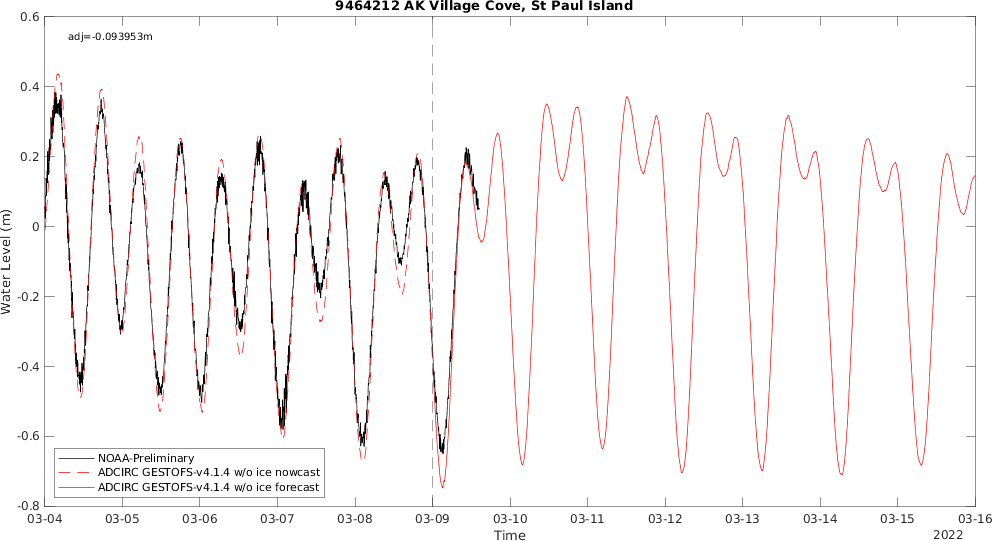 9464212 AK Village Cove, St Paul Island
adj=-0.093953m
0.6
0.4
0.2
0
-0.2
-0.4
-0.6
-0.8
Water Level (m)
NOAA-Preliminary
ADCIRC GESTOFS-v4.1.4 w/o ice nowcast
ADCIRC GESTOFS-v4.1.4 w/o ice forecast
03-04 03-05 03-06 03-07 03-08 03-09 03-10 03-11 03-12 03-13 03-14 03-15 03-16
Time
2022